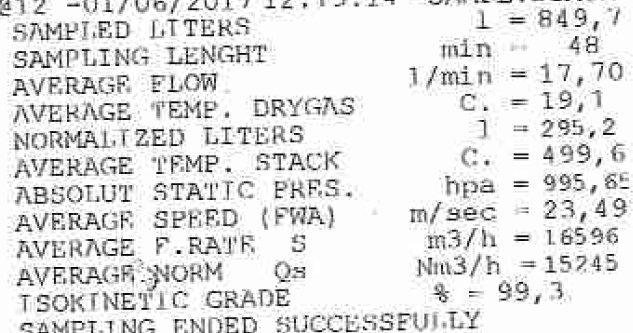 @12 -01/06/2017 12:19:14
SAMPLED LITERS l = 849,7
SAMPLING LENGHT min = 48
AVERAGE FLOW l/min = 17,70
AVERAGE TEMP. DRYGAS C. = 19,1
NORMALIZED LITERS l = 295,2
AVERAGE TEMP. STACK C. = 499,6
ABSOLUT STATIC PRES. hpa = 995,65
AVERAGE SPEED (FWA) m/sec = 23,49
AVERAGE F.RATE S m3/h = 16596
AVERAGE NORM Qs Nm3/h = 15245
ISOKINETIC GRADE % = 99,3
SAMPLING ENDED SUCCESSFULLY